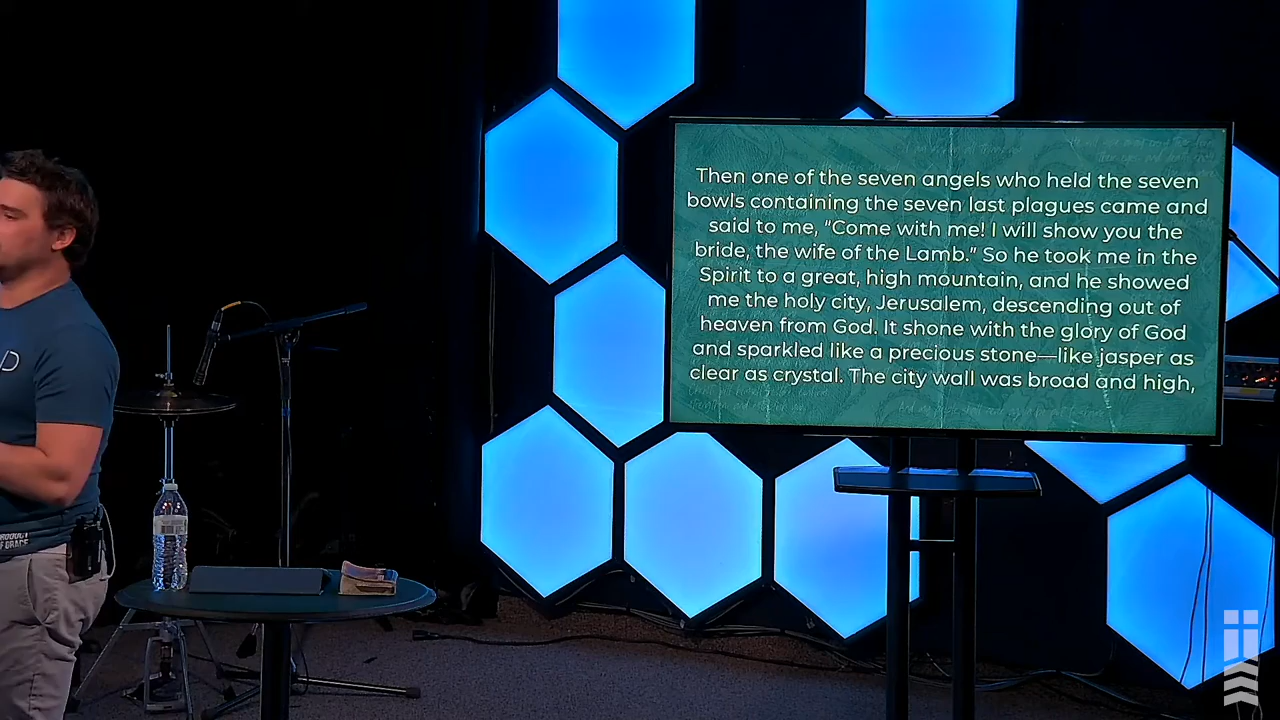 Then one of the seven angels who held the seven
bowls containing the seven last plagues came and
said to me, “Come with me! I will show you the
bride, the wife of the Lamb.” So he took me in the
Spirit to a great, high mountain, and he showed
me the holy city, Jerusalem, descending out of
heaven from God. It shone with the glory of God
and sparkled like a precious stone—like jasper as
clear as crystal. The city wall was broad and high,
PRODUCT
OF GRACE